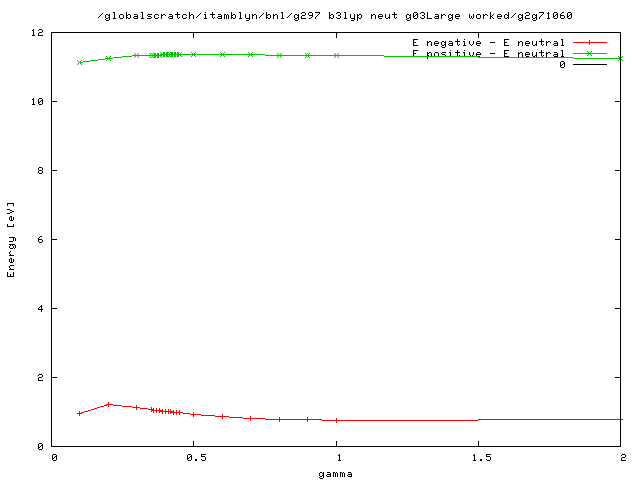 /globalscratch/itamblyn/bnl/g297 b3lyp neut g03Large worked/g2g71060
E negative - E neutral
E positive - E neutral
0
12
10
8
6
4
2
0
Energy [eV]
0 0.5 1 1.5 2
gamma